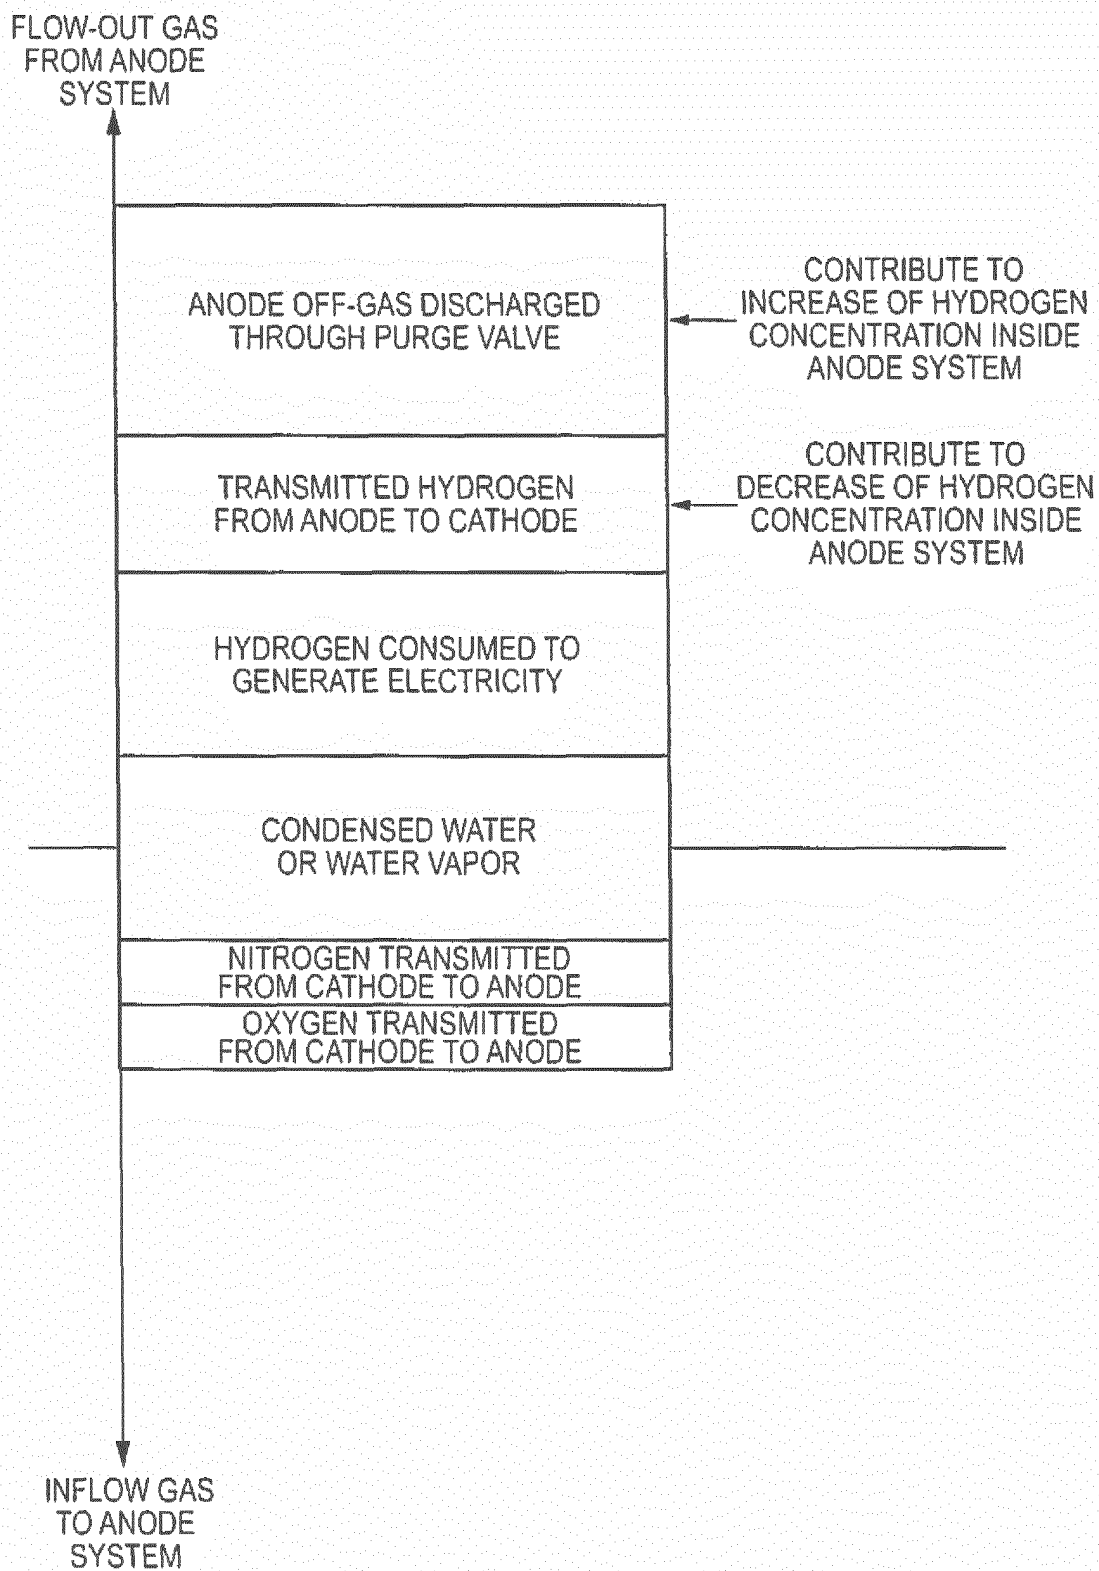 FLOW-OUT GAS
FROM ANODE
SYSTEM
ANODE OFF-GAS DISCHARGED
THROUGH PURGE VALVE
CONTRIBUTE TO
INCREASE OF HYDROGEN
CONCENTRATION INSIDE
ANODE SYSTEM
TRANSMITTED HYDROGEN
FROM ANODE TO CATHODE
CONTRIBUTE TO
DECREASE OF HYDROGEN
CONCENTRATION INSIDE
ANODE SYSTEM
HYDROGEN CONSUMED TO
GENERATE ELECTRICITY
CONDENSED WATER
OR WATER VAPOR
NITROGEN TRANSMITTED
FROM CATHODE TO ANODE
OXYGEN TRANSMITTED
FROM CATHODE TO ANODE
INFLOW GAS
TO ANODE
SYSTEM